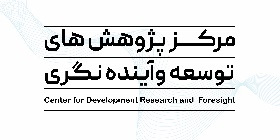 مرکز پژوهش های
توسعه و آینده نگری
Center for Development Research and Foresight